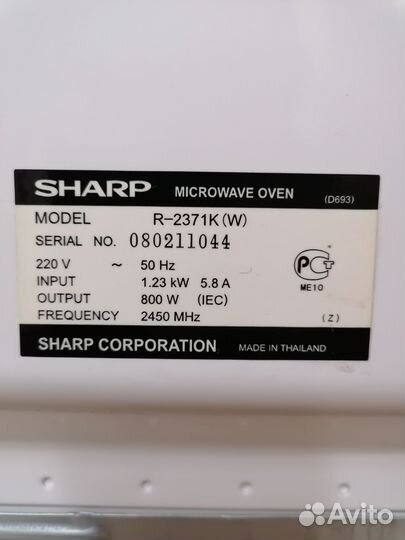 SHARP MICROWAVE OVEN (D693)
MODEL R-2371K(W)
SERIAL NO. 080211044
220 V ~ 50 Hz
INPUT 1.23 kW 5.8 A
OUTPUT 800 W (IEC)
FREQUENCY 2450 MHz
РСТ
ME10
(Z)
SHARP CORPORATION MADE IN THAILAND
Avito